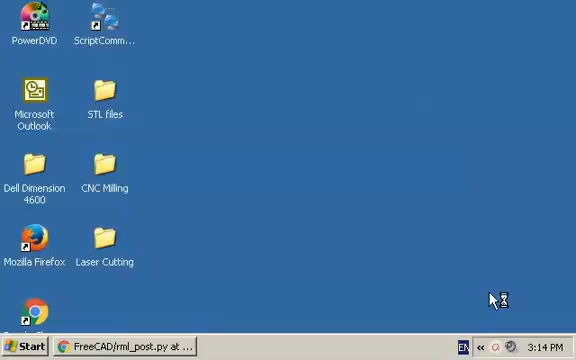 PowerDVD
ScriptComm...
Microsoft
Outlook
STL files
Dell Dimension
4600
CNC Milling
Mozilla Firefox
Laser Cutting
Start
FreeCAD/rml_post.py at ...
EN
3:14 PM